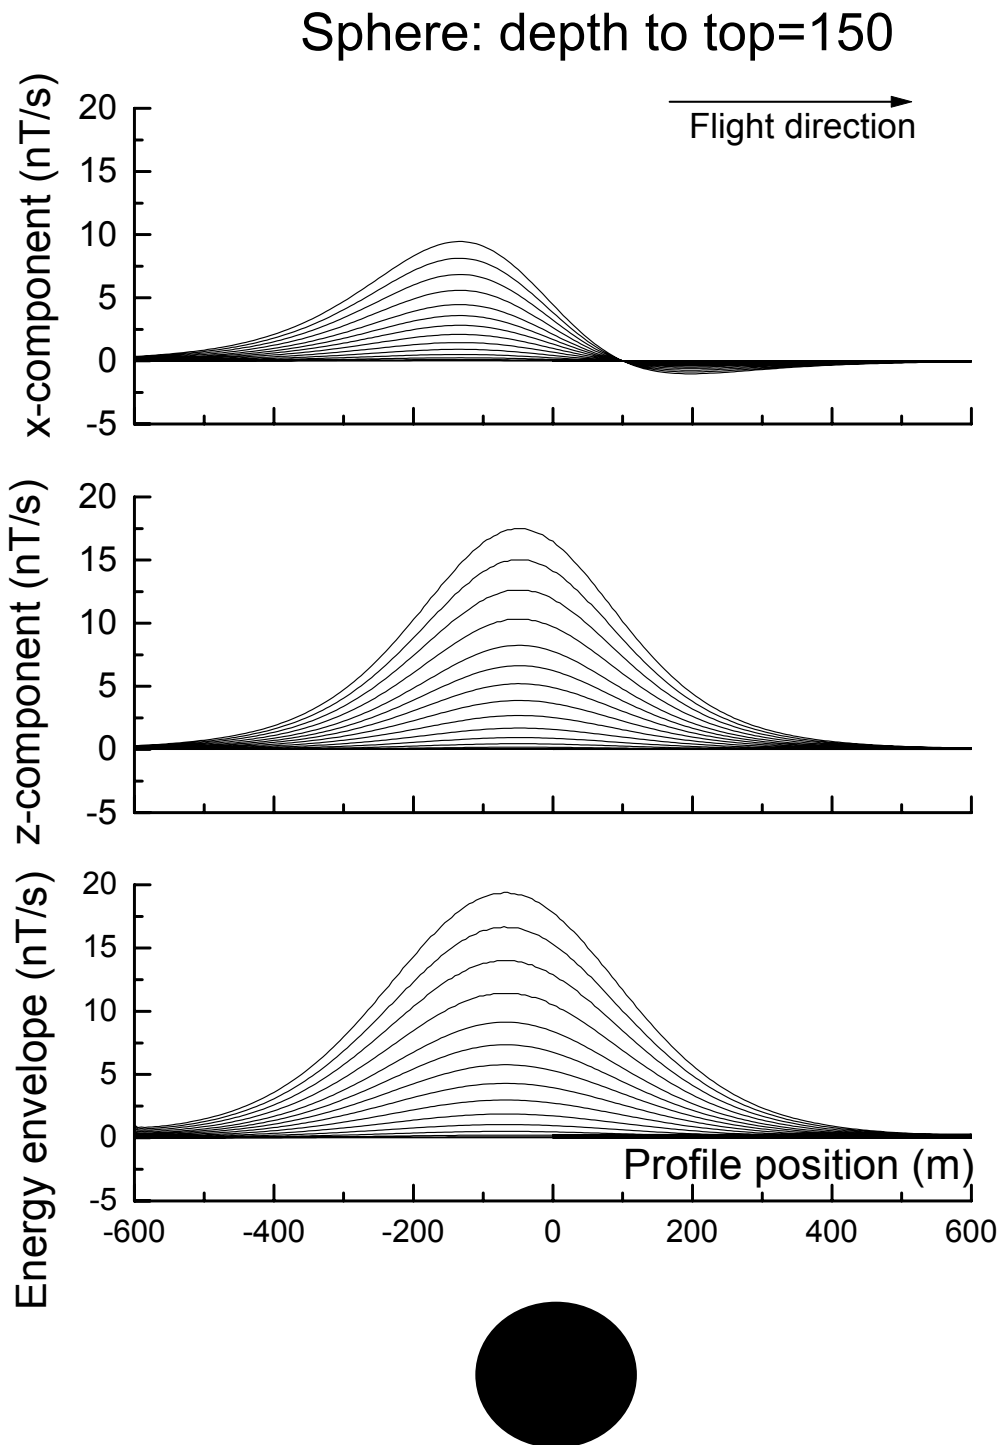 Sphere: depth to top=150
Flight direction
x-component (nT/s)
20
15
10
5
0
-5
z-component (nT/s)
20
15
10
5
0
-5
Energy envelope (nT/s)
20
15
10
5
0
-5
Profile position (m)
-600 -400 -200 0 200 400 600